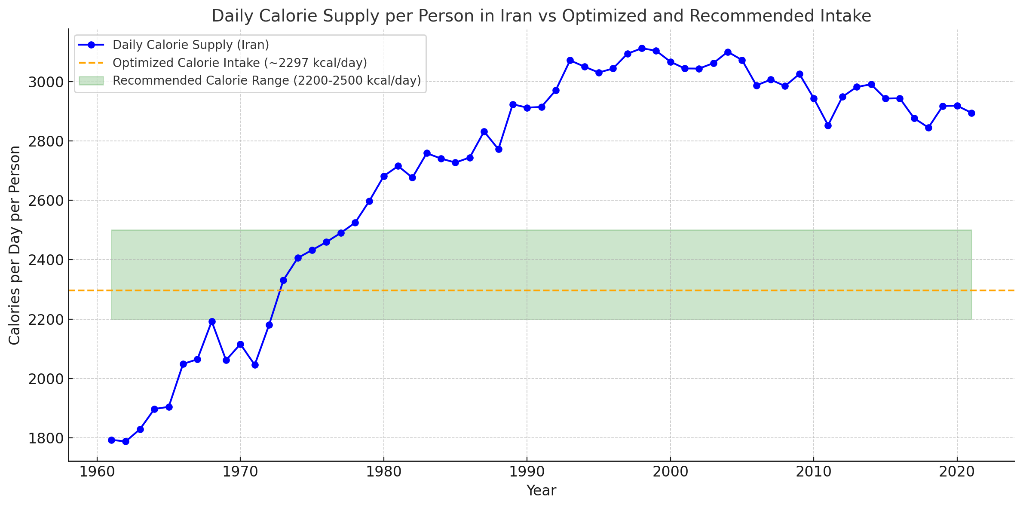 Daily Calorie Supply per Person in Iran vs Optimized and Recommended Intake
Daily Calorie Supply (Iran)
Optimized Calorie Intake (~2297 kcal/day)
Recommended Calorie Range (2200-2500 kcal/day)
Calories per Day per Person
3000
2800
2600
2400
2200
2000
1800
1960 1970 1980 1990 2000 2010 2020
Year